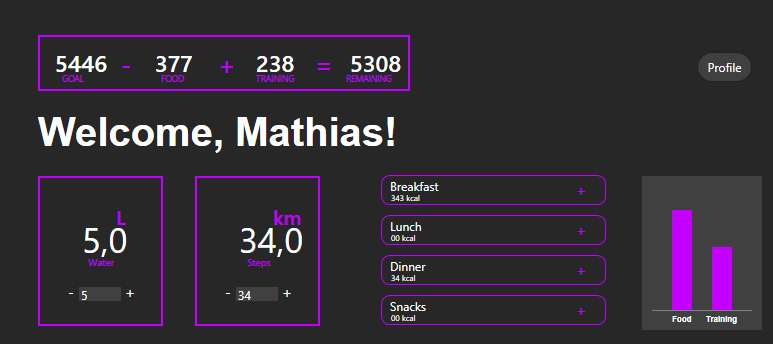 5446 - 377 + 238 = 5308
GOAL FOOD TRAINING REMAINING
Profile
Welcome, Mathias!
L
5,0
Water
- 5 +
km
34,0
Steps
- 34 +
Breakfast +
343 kcal
Lunch +
00 kcal
Dinner +
34 kcal
Snacks +
00 kcal
Food Training